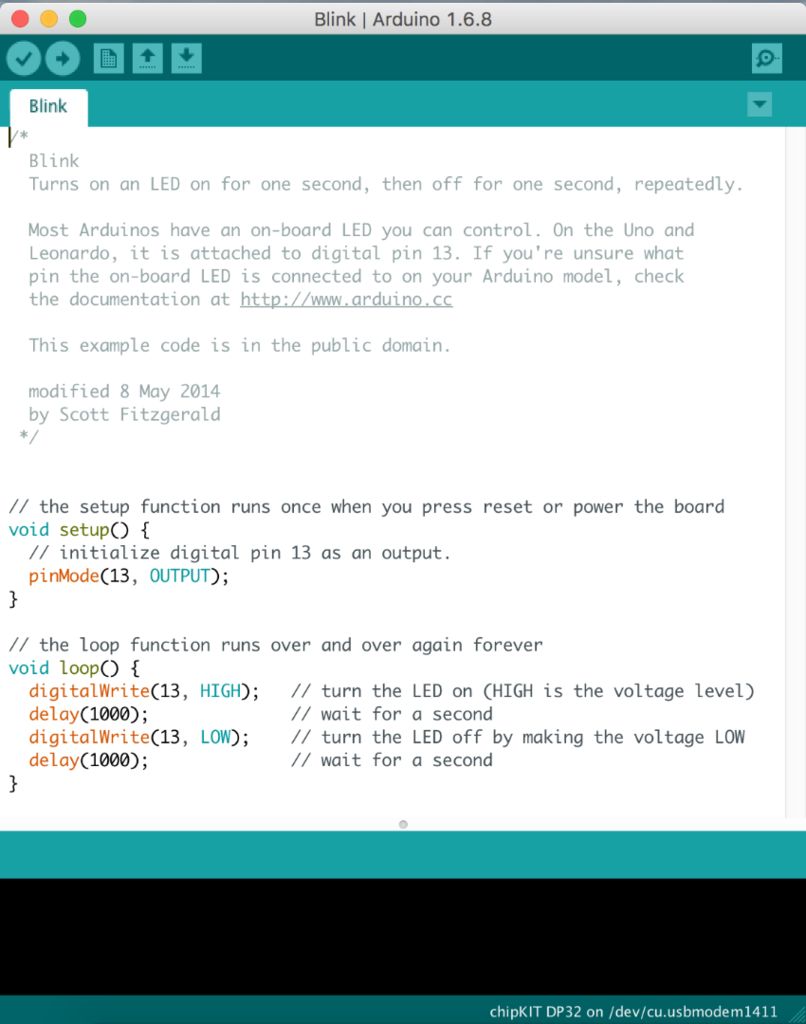 Blink | Arduino 1.6.8
Blink
/*
  Blink
  Turns on an LED on for one second, then off for one second, repeatedly.

  Most Arduinos have an on-board LED you can control. On the Uno and
  Leonardo, it is attached to digital pin 13. If you're unsure what
  pin the on-board LED is connected to on your Arduino model, check
  the documentation at http://www.arduino.cc

  This example code is in the public domain.

  modified 8 May 2014
  by Scott Fitzgerald
 */

// the setup function runs once when you press reset or power the board
void setup() {
  // initialize digital pin 13 as an output.
  pinMode(13, OUTPUT);
}

// the loop function runs over and over again forever
void loop() {
  digitalWrite(13, HIGH);   // turn the LED on (HIGH is the voltage level)
  delay(1000);              // wait for a second
  digitalWrite(13, LOW);    // turn the LED off by making the voltage LOW
  delay(1000);              // wait for a second
}
chipKIT DP32 on /dev/cu.usbmodem1411